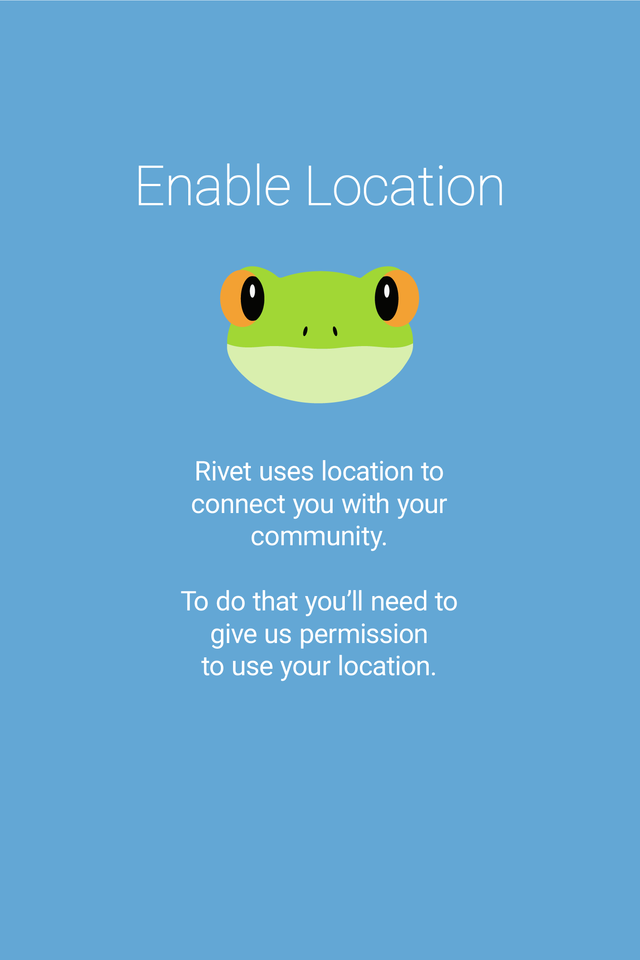 Enable Location
Rivet uses location to
connect you with your
community.
To do that you’ll need to
give us permission
to use your location.